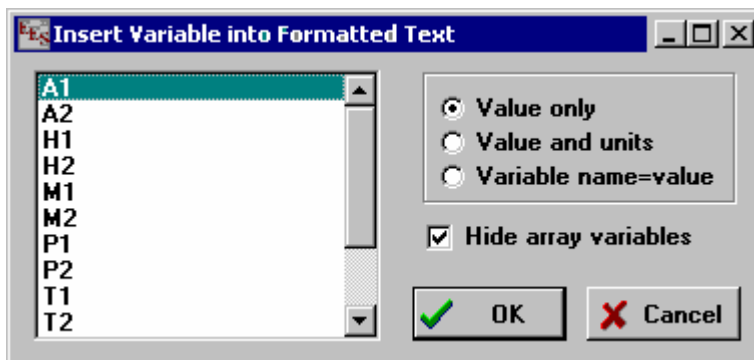 EES Insert Variable into Formatted Text
A1
A2
H1
H2
M1
M2
P1
P2
T1
T2
Value only
Value and units
Variable name=value
Hide array variables
OK
Cancel